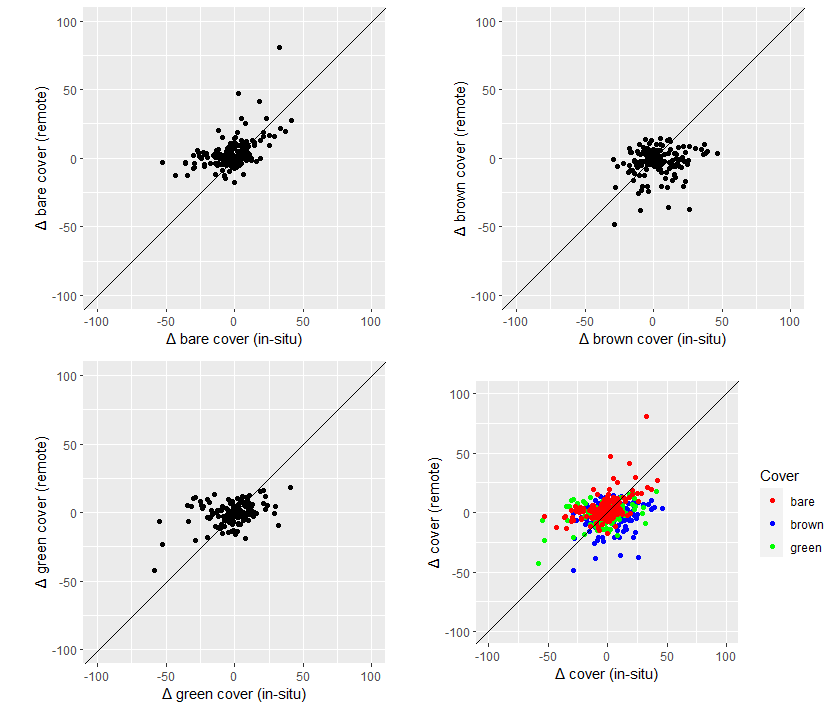 100
50
0
-50
-100
Δ bare cover (remote)
-100 -50 0 50 100
Δ bare cover (in-situ)
100
50
0
-50
-100
Δ brown cover (remote)
-100 -50 0 50 100
Δ brown cover (in-situ)
100
50
0
-50
-100
Δ green cover (remote)
-100 -50 0 50 100
Δ green cover (in-situ)
100
50
0
-50
-100
Δ cover (remote)
-100 -50 0 50 100
Δ cover (in-situ)
Cover
bare
brown
green